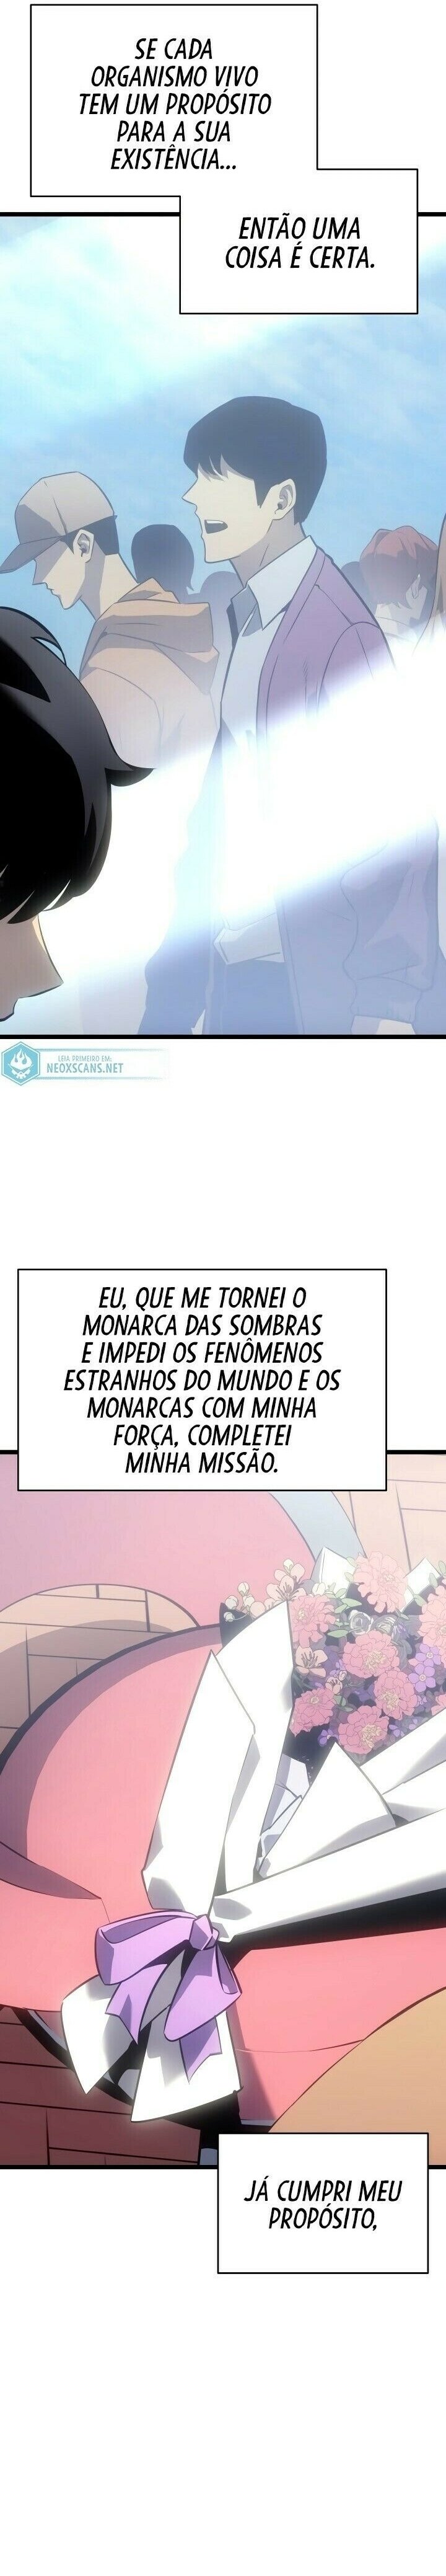 SE CADA
ORGANISMO VIVO
TEM UM PROPÓSITO
PARA A SUA
EXISTÊNCIA...
ENTÃO UMA
COISA É CERTA.
LEIA PRIMEIRO EM:
NEOXSCANS.NET
EU, QUE ME TORNEI O
MONARCA DAS SOMBRAS
E IMPEDI OS FENÔMENOS
ESTRANHOS DO MUNDO E OS
MONARCAS COM MINHA
FORÇA, COMPLETEI
MINHA MISSÃO.
JÁ CUMPRI MEU
PROPÓSITO,